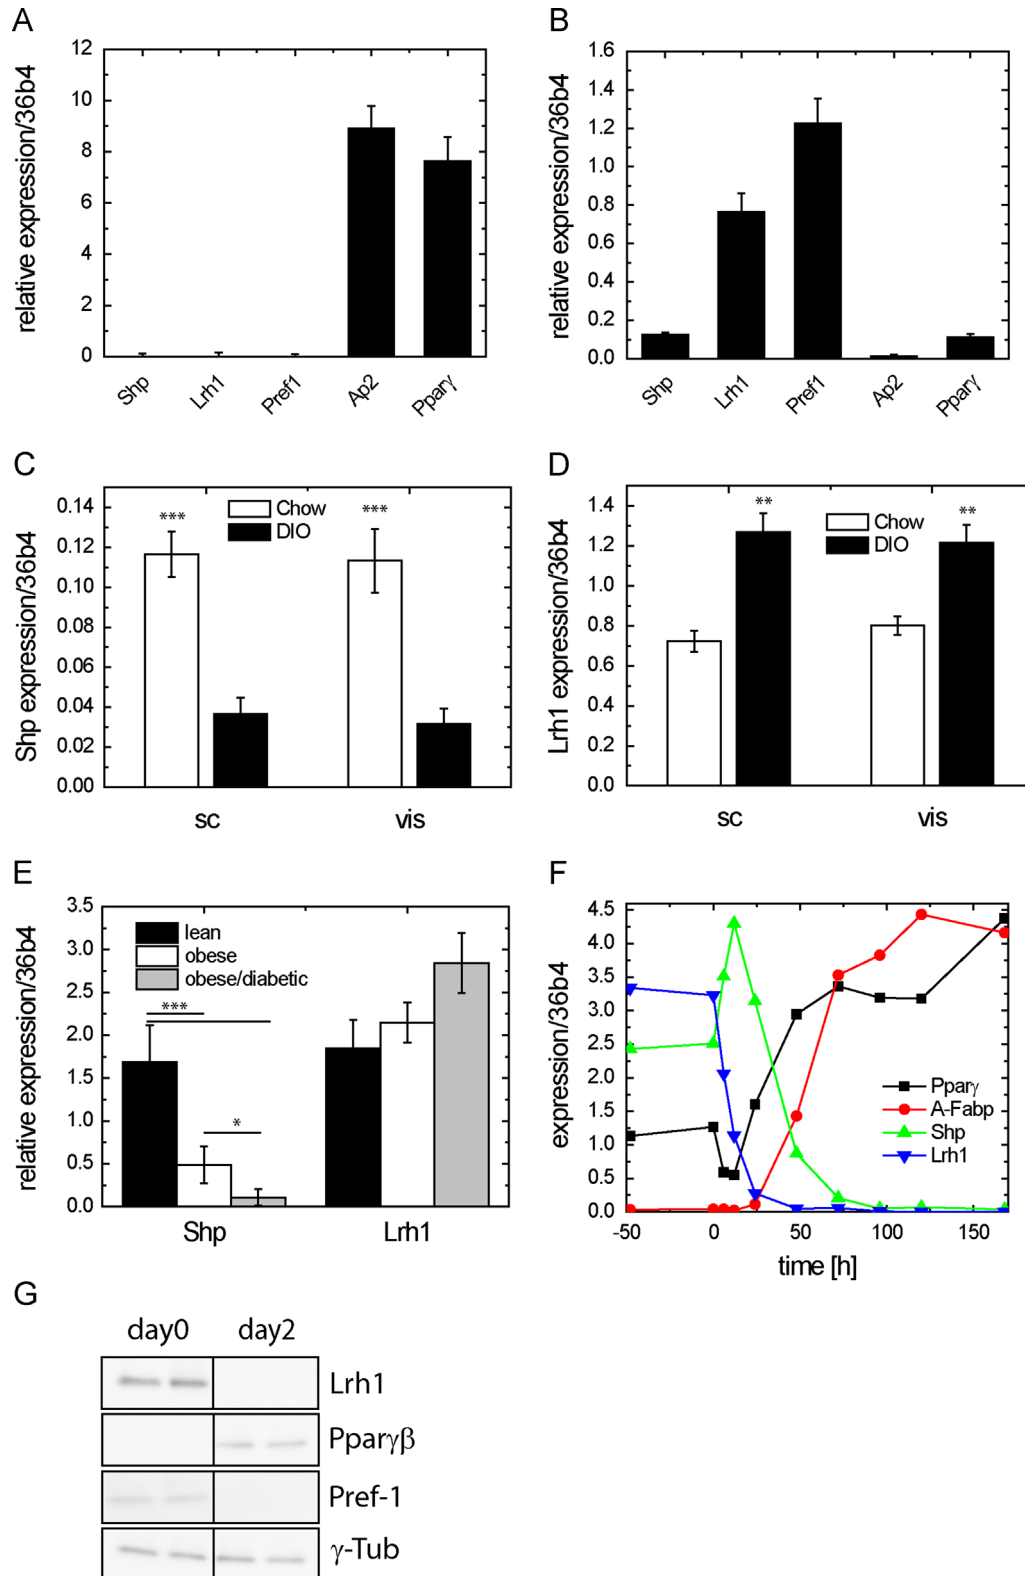 A
relative expression/36b4
12
10
8
6
4
2
0
Shp
Lrh1
Pref1
Ap2
Pparγ
B
relative expression/36b4
1.6
1.4
1.2
1.0
0.8
0.6
0.4
0.2
0.0
Shp
Lrh1
Pref1
Ap2
Pparγ
C
Shp expression/36b4
0.14
0.12
0.10
0.08
0.06
0.04
0.02
0.00
***
***
Chow
DIO
sc
vis
D
Lrh1 expression/36b4
1.4
1.2
1.0
0.8
0.6
0.4
0.2
0.0
**
**
Chow
DIO
sc
vis
E
relative expression/36b4
3.5
3.0
2.5
2.0
1.5
1.0
0.5
0.0
lean
obese
obese/diabetic
***
*
Shp
Lrh1
F
expression/36b4
4.5
4.0
3.5
3.0
2.5
2.0
1.5
1.0
0.5
0.0
Pparγ
A-Fabp
Shp
Lrh1
-50
0
50
100
150
time [h]
G
day0
day2
Lrh1
Pparγβ
Pref-1
γ-Tub